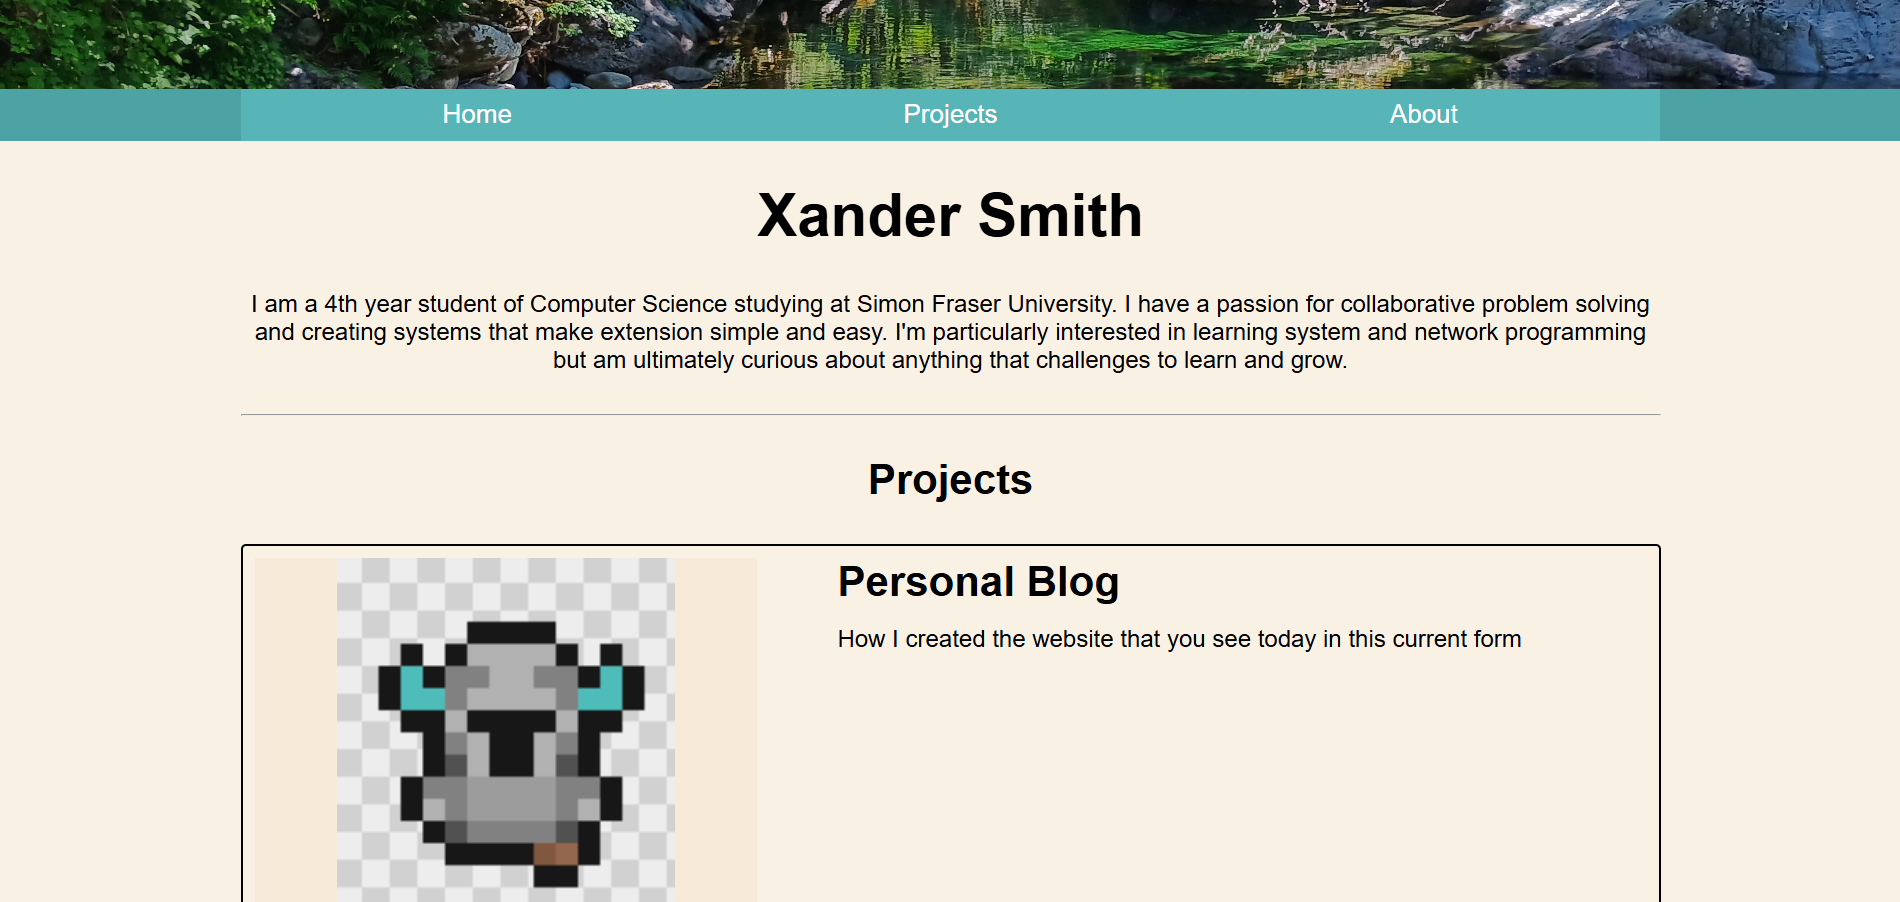 Home Projects About
Xander Smith
I am a 4th year student of Computer Science studying at Simon Fraser University. I have a passion for collaborative problem solving
and creating systems that make extension simple and easy. I'm particularly interested in learning system and network programming
but am ultimately curious about anything that challenges to learn and grow.
Projects
Personal Blog
How I created the website that you see today in this current form